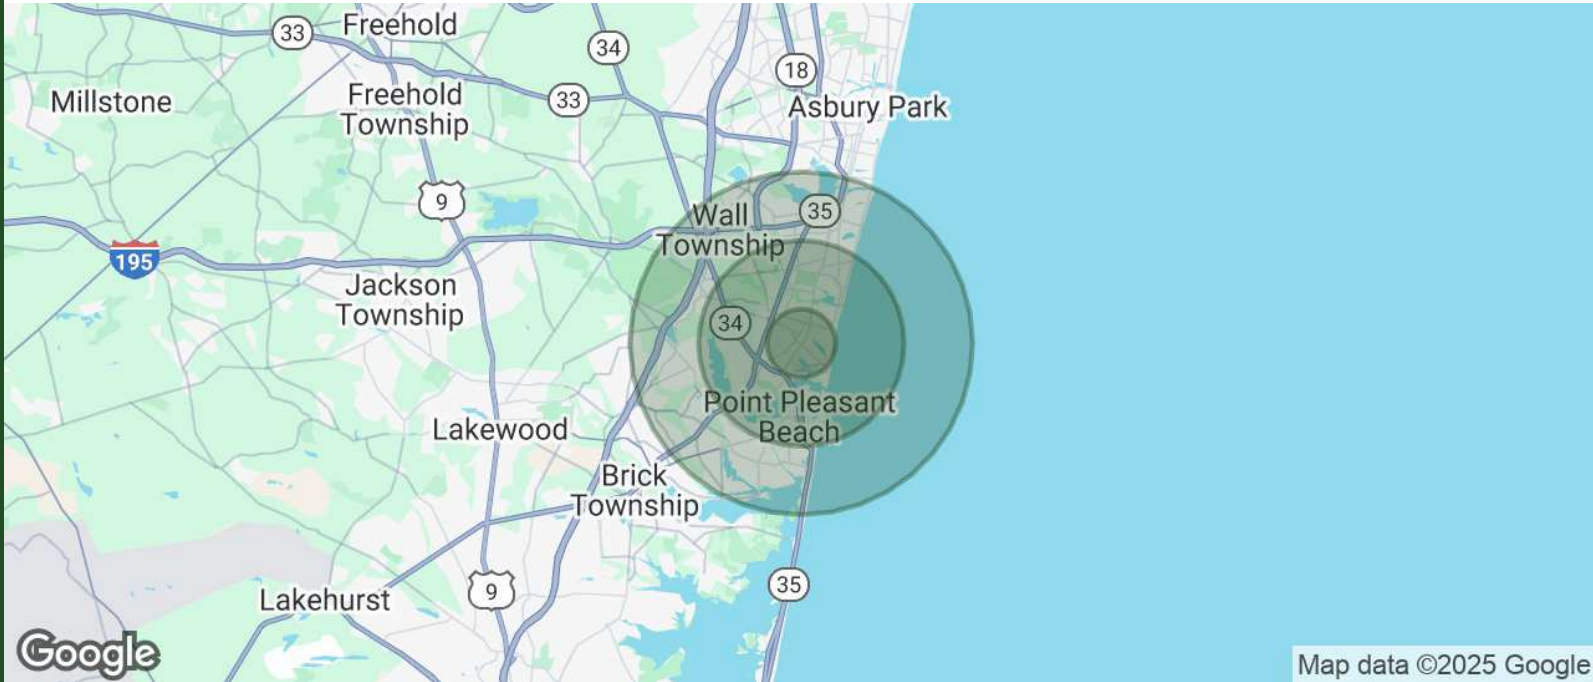 33
Freehold
34
18
Millstone
Freehold
Township
33
Asbury Park
9
Wall
Township
35
195
Jackson
Township
34
Point Pleasant
Beach
Lakewood
Brick
Township
9
35
Lakehurst
Google
Map data ©2025 Google